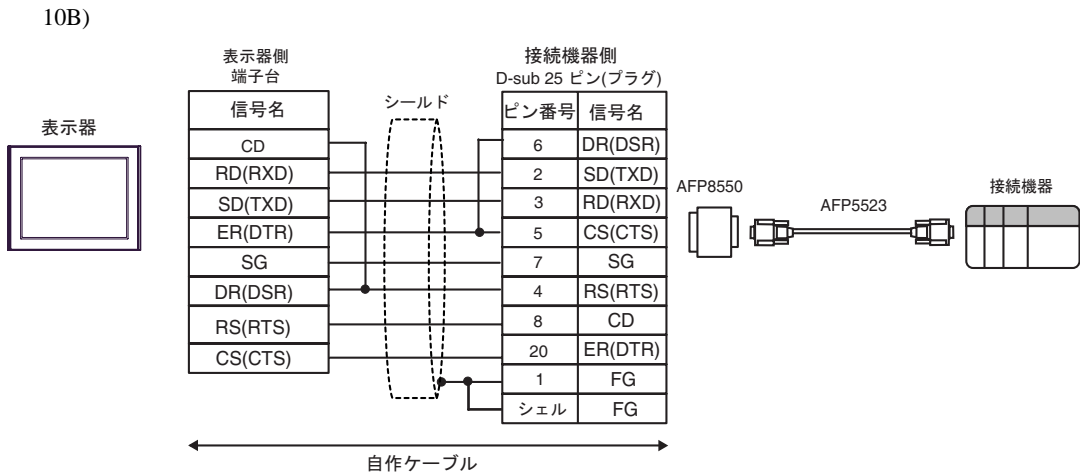 10B)
表示器側
端子台
接続機器側
D-sub 25 ピン(プラグ)
表示器
信号名
シールド
ピン番号 信号名
CD
6 DR(DSR)
RD(RXD)
2 SD(TXD)
SD(TXD)
3 RD(RXD)
ER(DTR)
5 CS(CTS)
SG
7 SG
DR(DSR)
4 RS(RTS)
RS(RTS)
8 CD
CS(CTS)
20 ER(DTR)
1 FG
シェル FG
AFP8550
AFP5523
接続機器
自作ケーブル